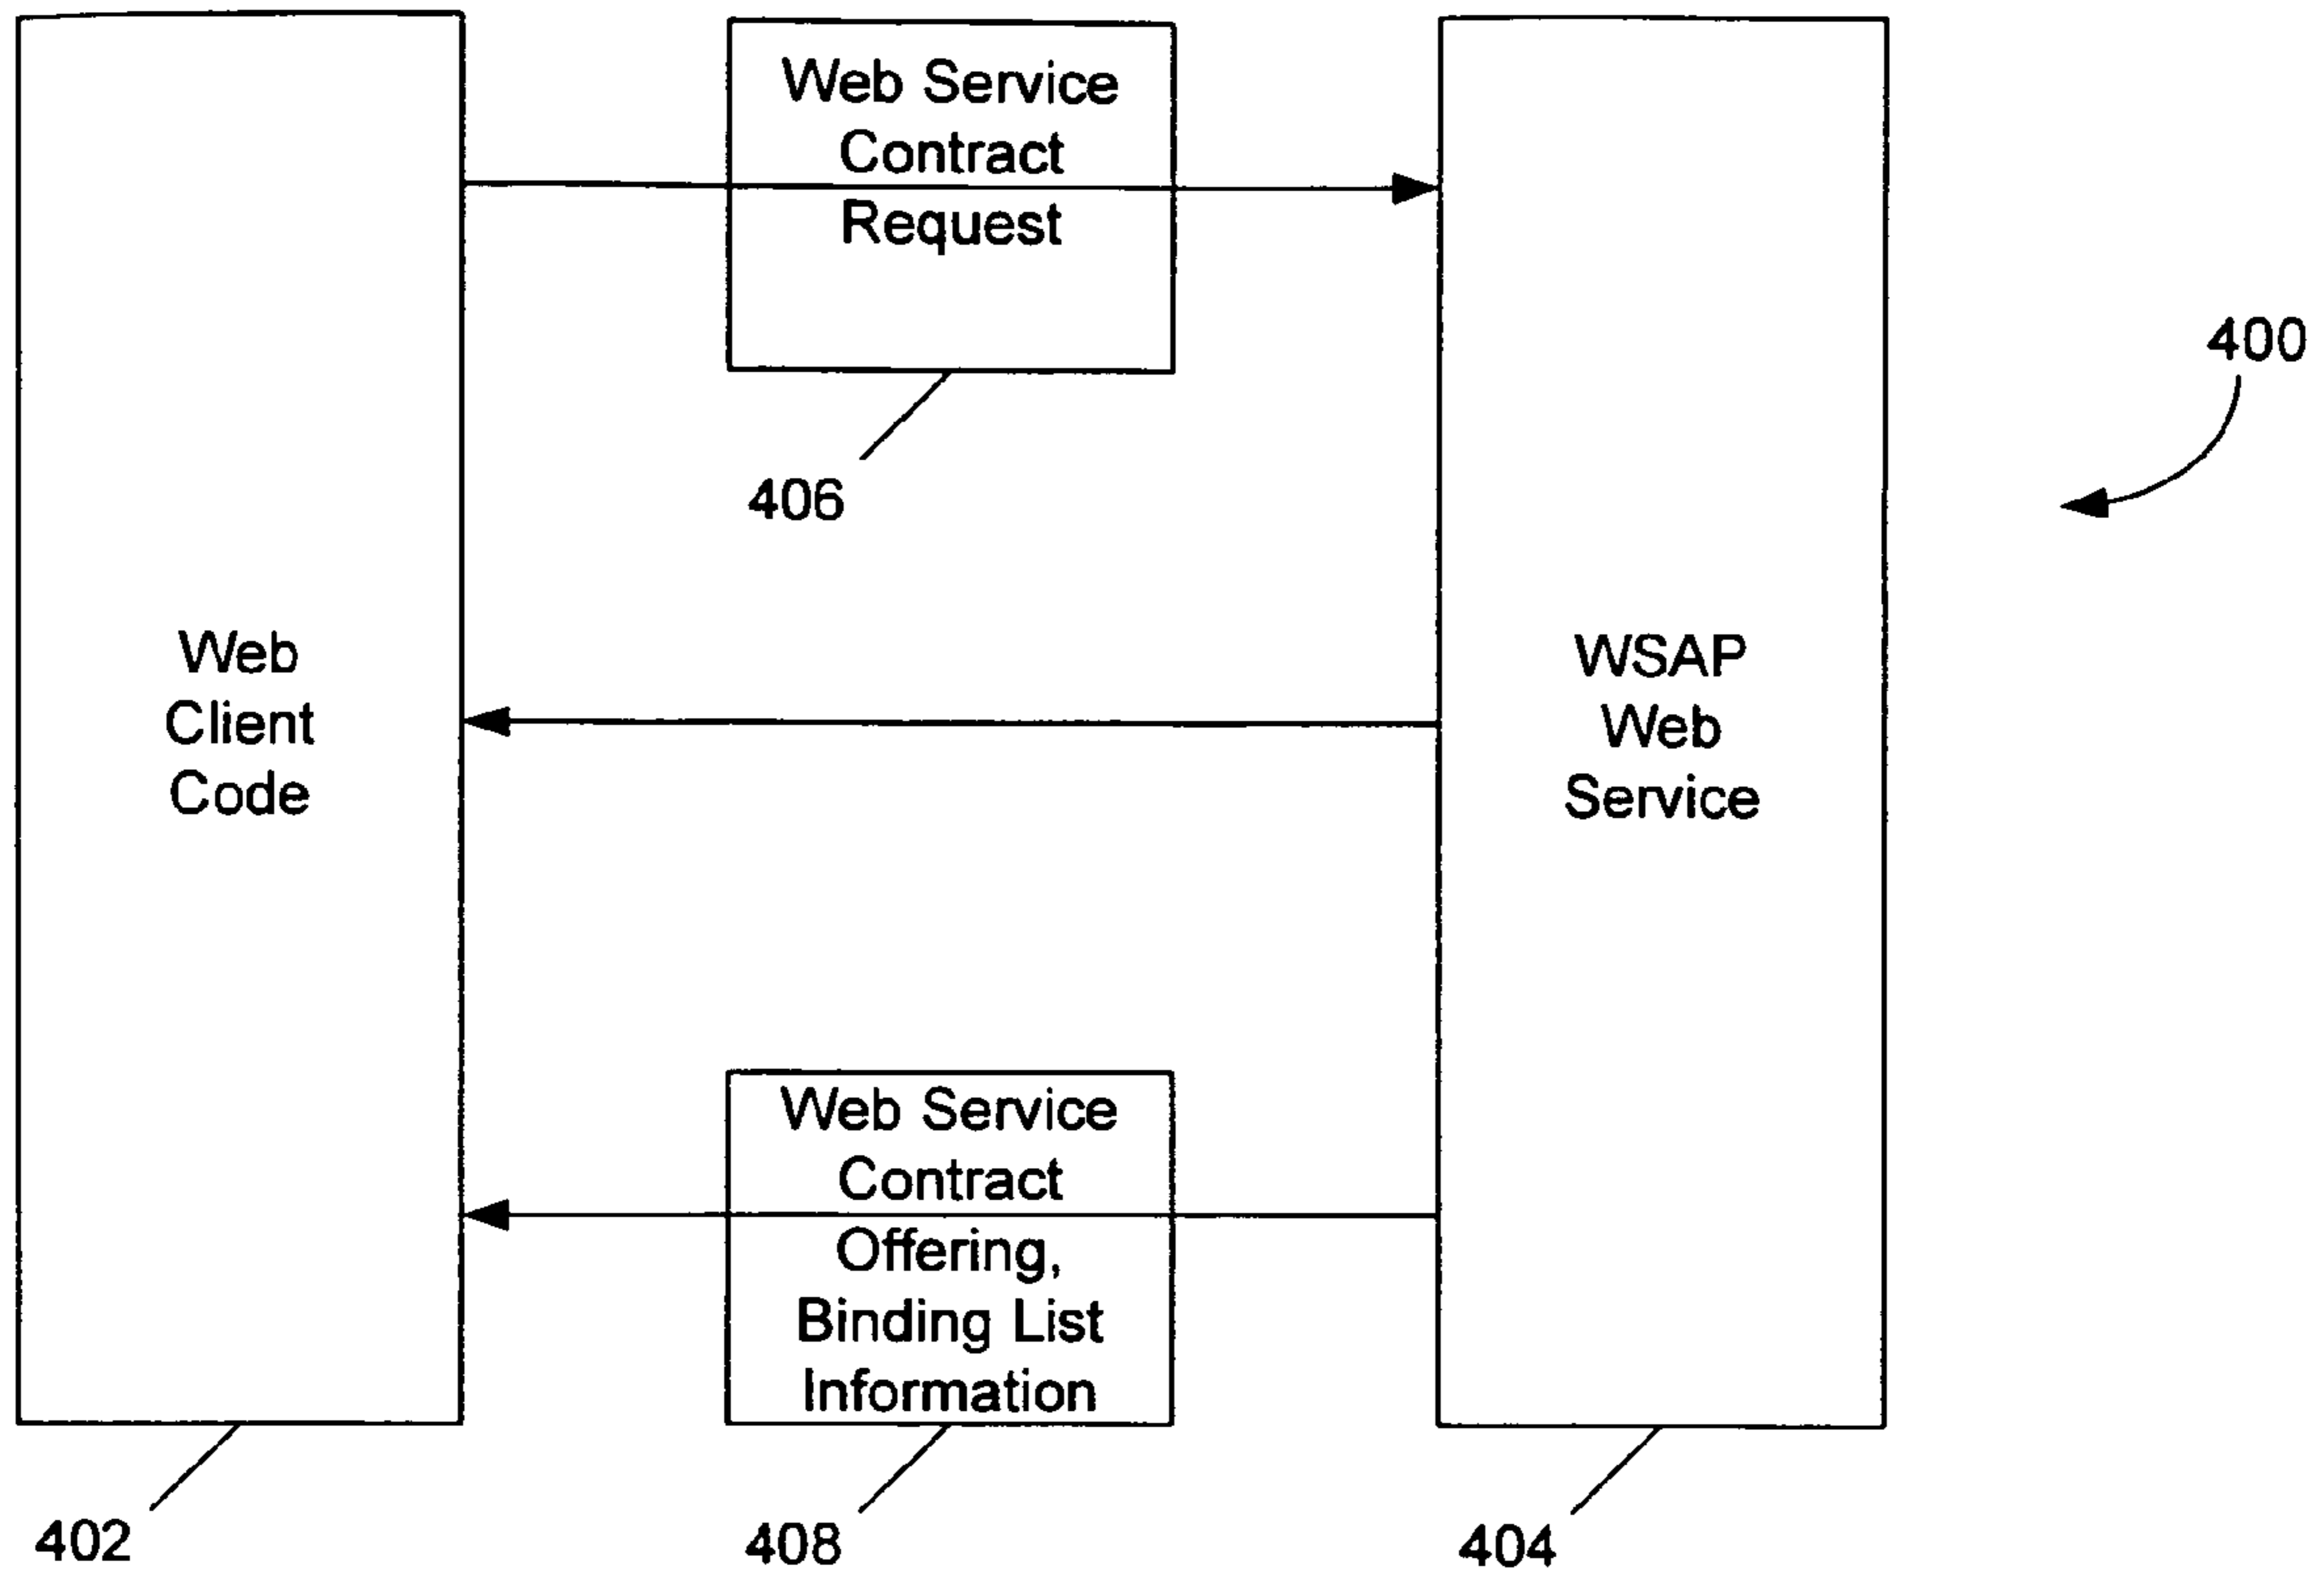 Web Service
Contract
Request
400
406
Web
Client
Code
WSAP
Web
Service
Web Service
Contract
Offering,
Binding List
Information
402
408
404